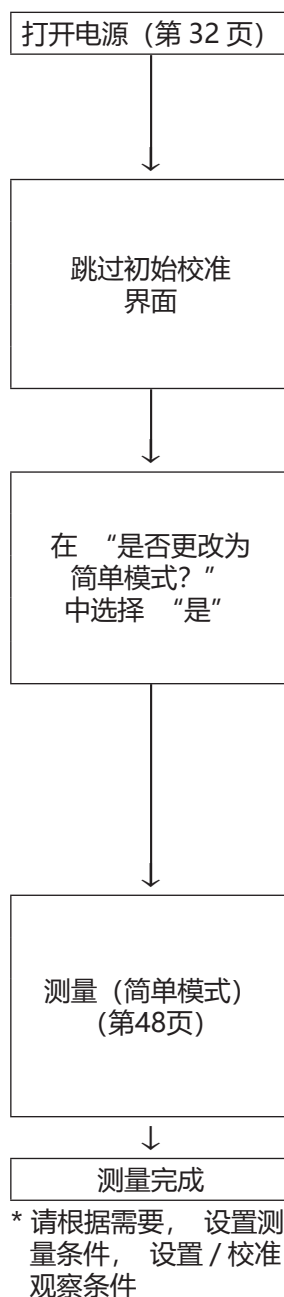 打开电源（第 32 页）
跳过初始校准
界面
在 “是否更改为
简单模式？”
中选择 “是”
测量（简单模式）
（第48页）
测量完成
* 请根据需要， 设置测
量条件， 设置 / 校准
观察条件